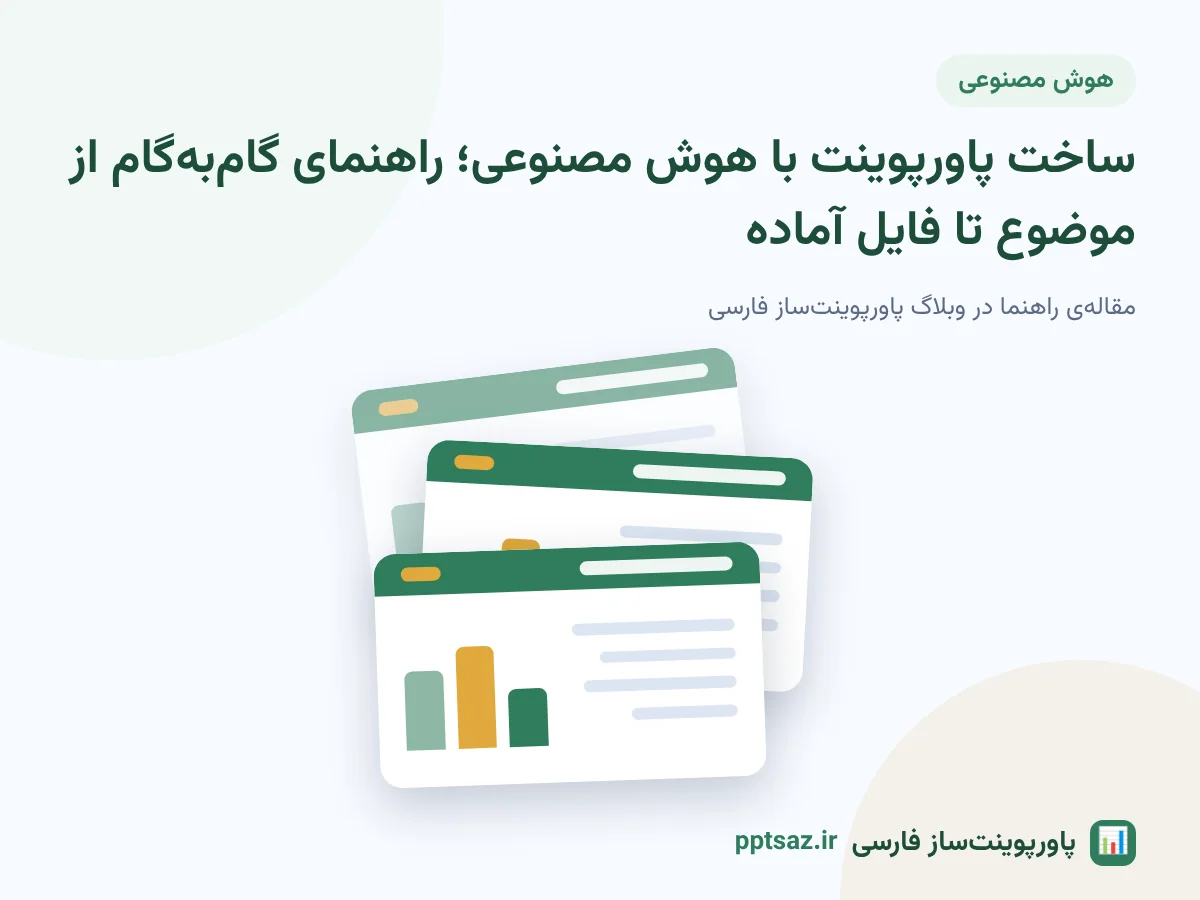 هوش مصنوعی
ساخت پاورپوینت با هوش مصنوعی؛ راهنمای گام‌به‌گام از
موضوع تا فایل آماده
مقاله‌ی راهنما در وبلاگ پاورپوینت‌ساز فارسی
پاورپوینت‌ساز فارسی pptsaz.ir